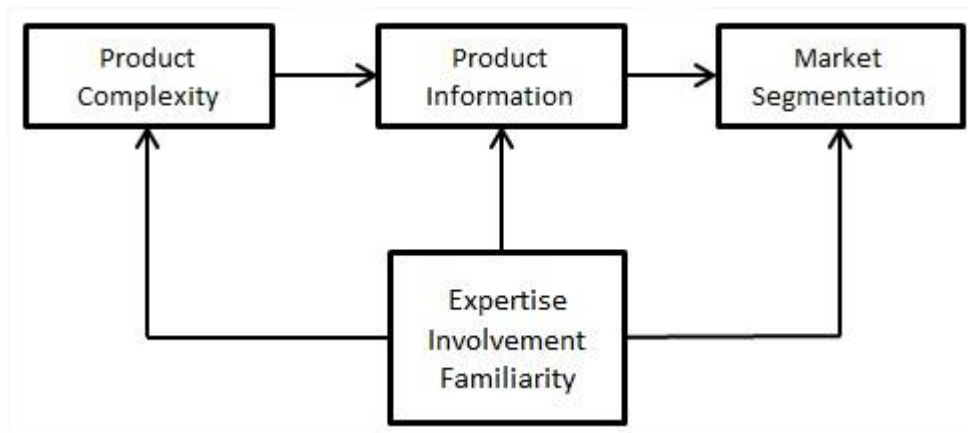 Product
Complexity
Product
Information
Market
Segmentation
Expertise
Involvement
Familiarity